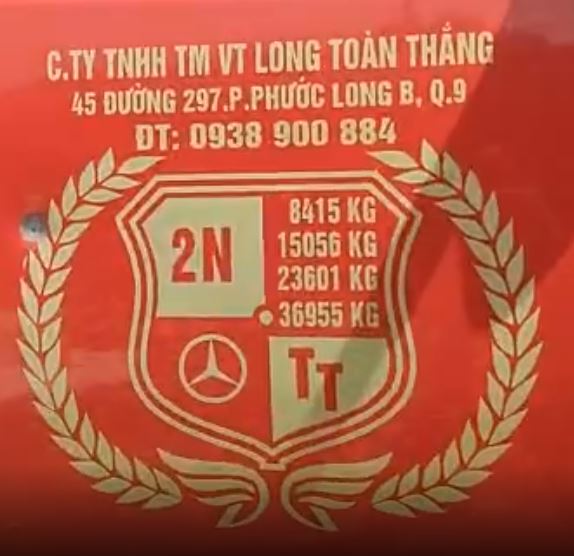 C.TY TNHH TM VT LONG TOÀN THẮNG
45 ĐƯỜNG 297.P.PHƯỚC LONG B, Q.9
ĐT: 0938 900 884
2N
8415 KG
15056 KG
23601 KG
36955 KG
TT